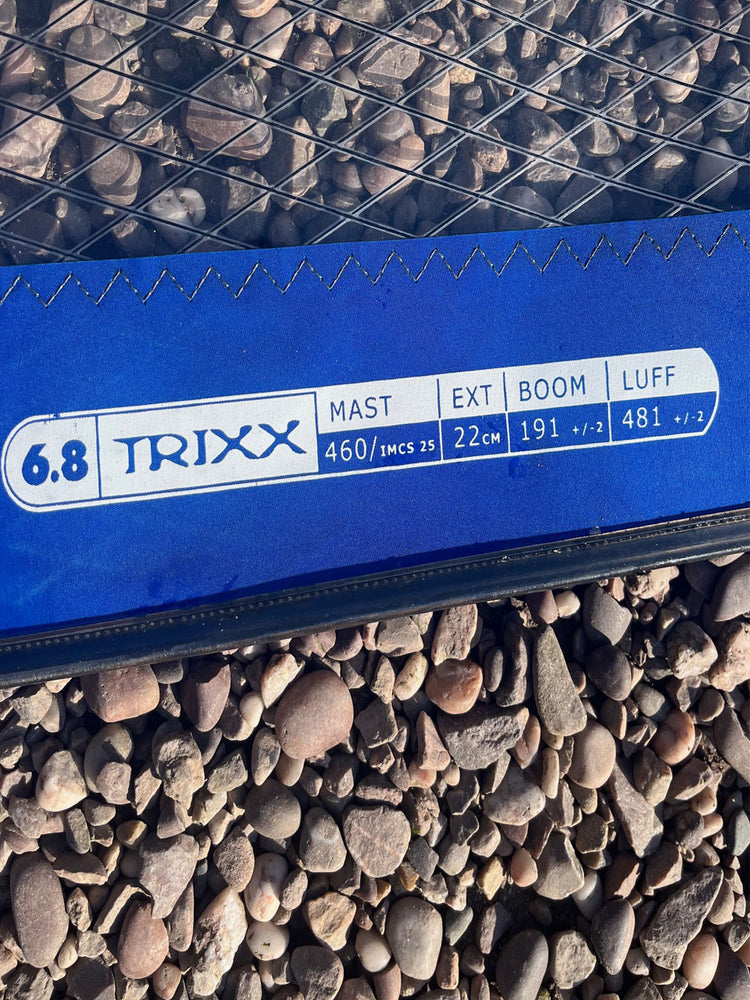 MAST EXT BOOM LUFF
6.8 TRIXX 460/IMCS 25 22CM 191 +/-2 481 +/-2